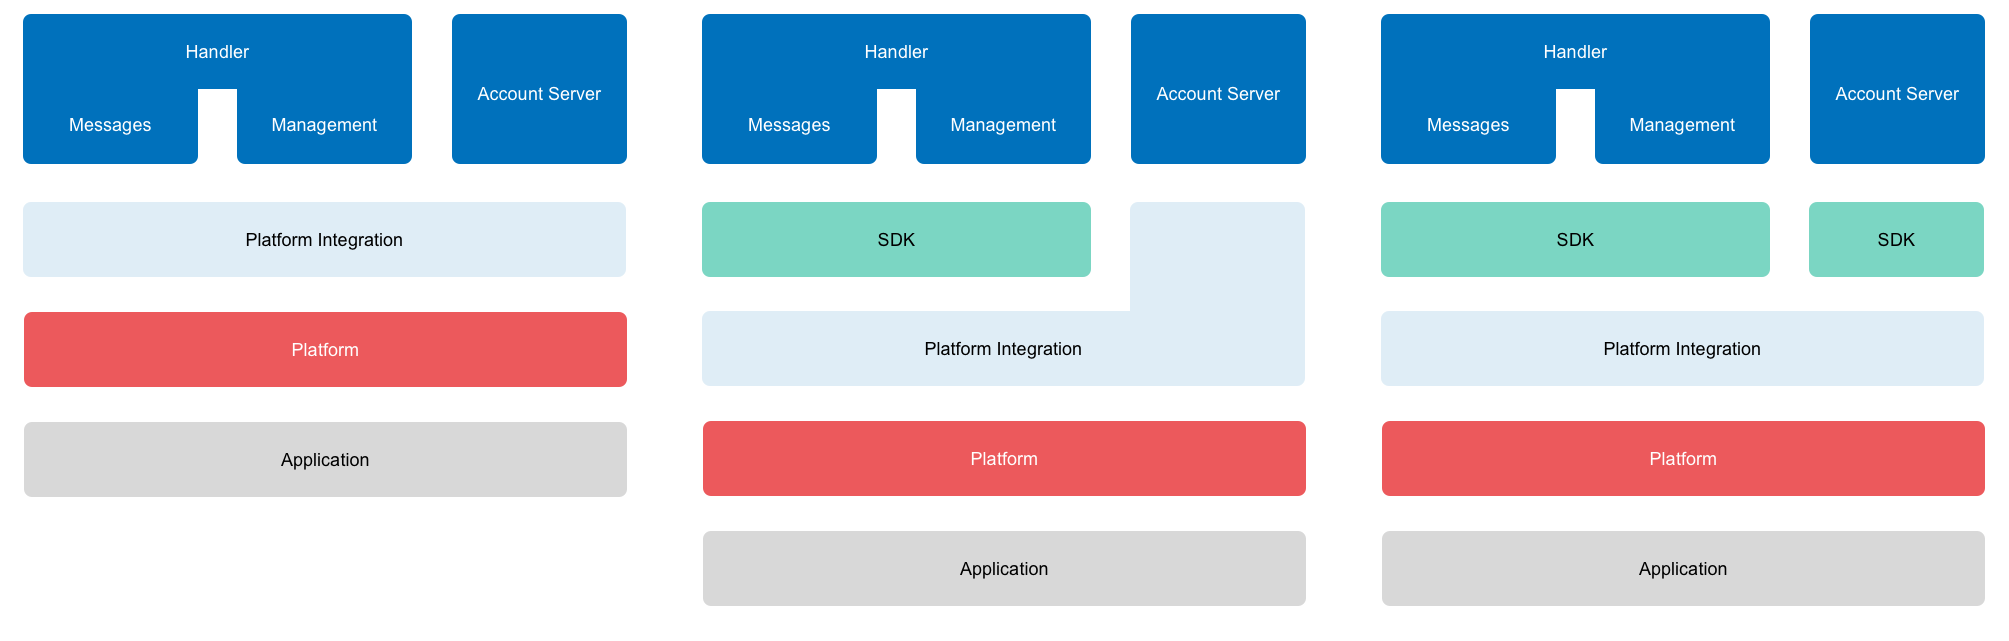 Handler
Messages
Management
Account Server
Platform Integration
Platform
Application
Handler
Messages
Management
Account Server
SDK
Platform Integration
Platform
Application
Handler
Messages
Management
Account Server
SDK
SDK
Platform Integration
Platform
Application